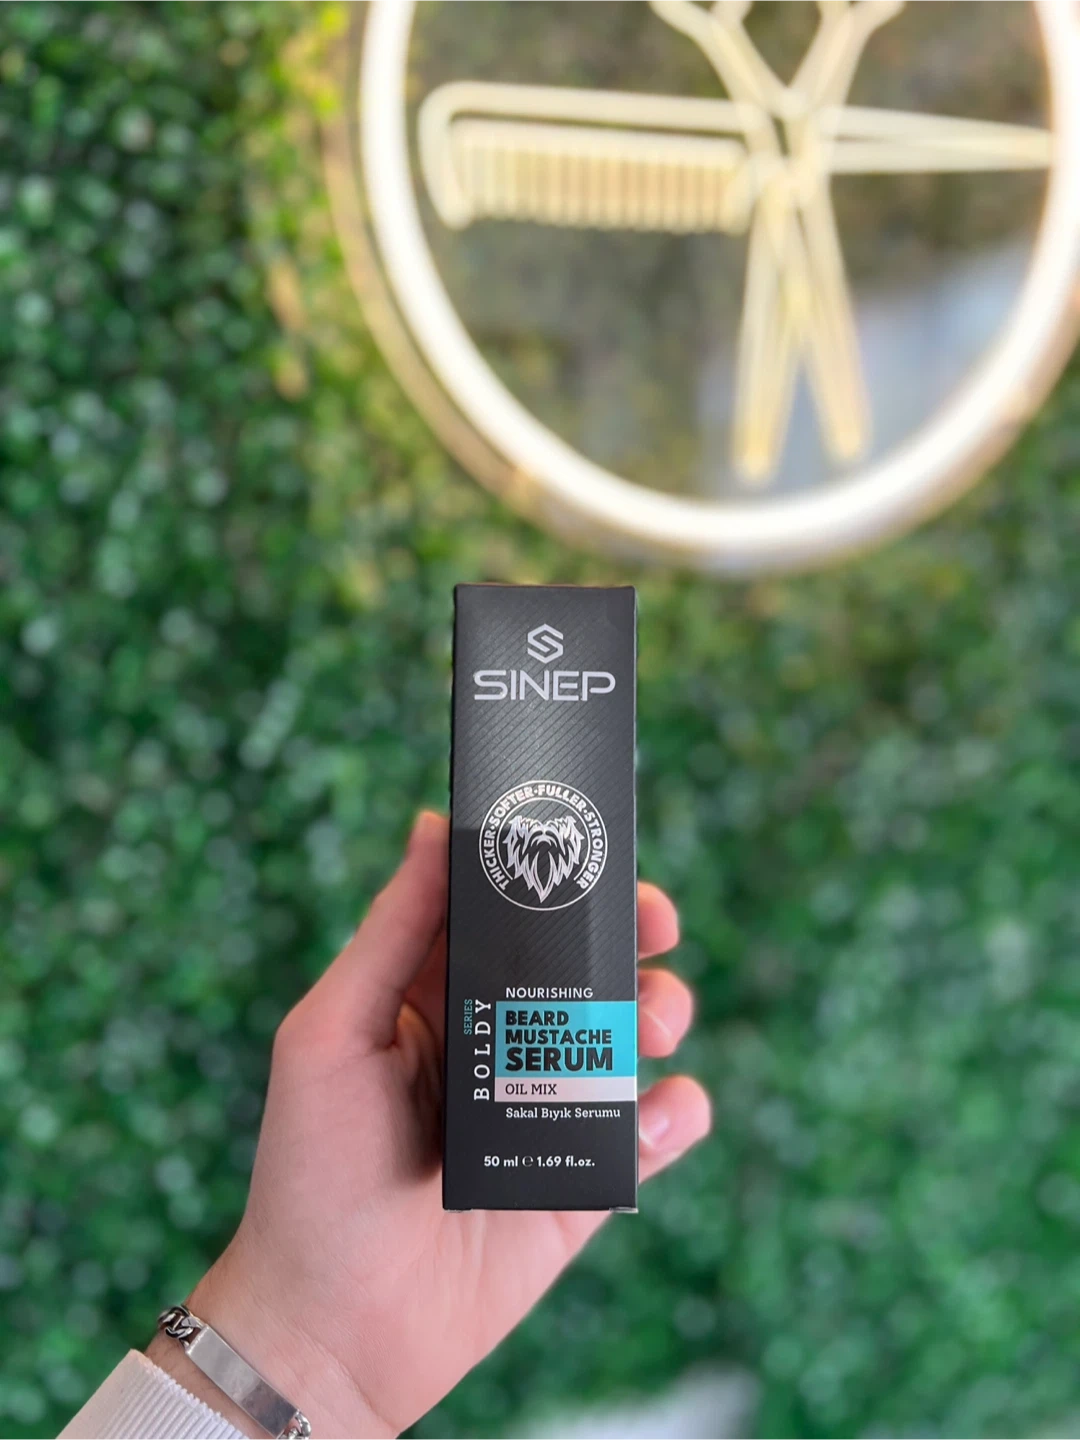 SINEP
THICKER·SOFTER·FULLER·STRONGER
NOURISHING
SERIES
BOLDY
BEARD
MUSTACHE
SERUM
OIL MIX
Sakal Bıyık Serumu
50 ml ℮ 1.69 fl.oz.